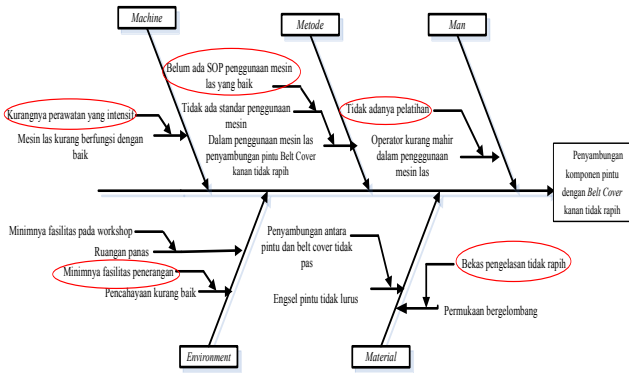 Machine
Metode
Man
Belum ada SOP penggunaan mesin
las yang baik
Kurangnya perawatan yang intensif
Mesin las kurang berfungsi dengan
baik
Tidak ada standar penggunaan
mesin
Dalam penggunaan mesin las
penyambungan pintu Belt Cover
kanan tidak rapih
Tidak adanya pelatihan
Operator kurang mahir
dalam pengggunaan
mesin las
Penyambungan
komponen pintu
dengan Belt Cover
kanan tidak rapih
Minimnya fasilitas pada workshop
Ruangan panas
Minimnya fasilitas penerangan
Pencahayaan kurang baik
Penyambungan antara
pintu dan belt cover tidak
pas
Engsel pintu tidak lurus
Bekas pengelasan tidak rapih
Permukaan bergelombang
Environment
Material